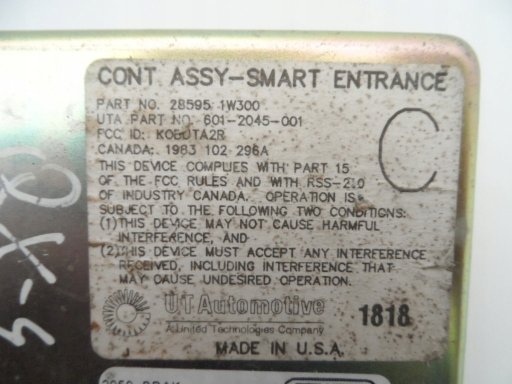 CONT ASSY-SMART ENTRANCE
PART NO. 28595 1W300
UTA PART NO. 601-2045-001
FCC ID: KOBUTA2R
CANADA: 1983 102 296A
C
THIS DEVICE COMPLIES WITH PART 15
OF THE FCC RULES AND WITH RSS-210
OF INDUSTRY CANADA. OPERATION IS
SUBJECT TO THE FOLLOWING TWO CONDITIONS:
(1)THIS DEVICE MAY NOT CAUSE HARMFUL
INTERFERENCE, AND
(2)THIS DEVICE MUST ACCEPT ANY INTERFERENCE
RECEIVED, INCLUDING INTERFERENCE THAT
MAY CAUSE UNDESIRED OPERATION.
UT Automotive
A United Technologies Company
1818
MADE IN U.S.A.